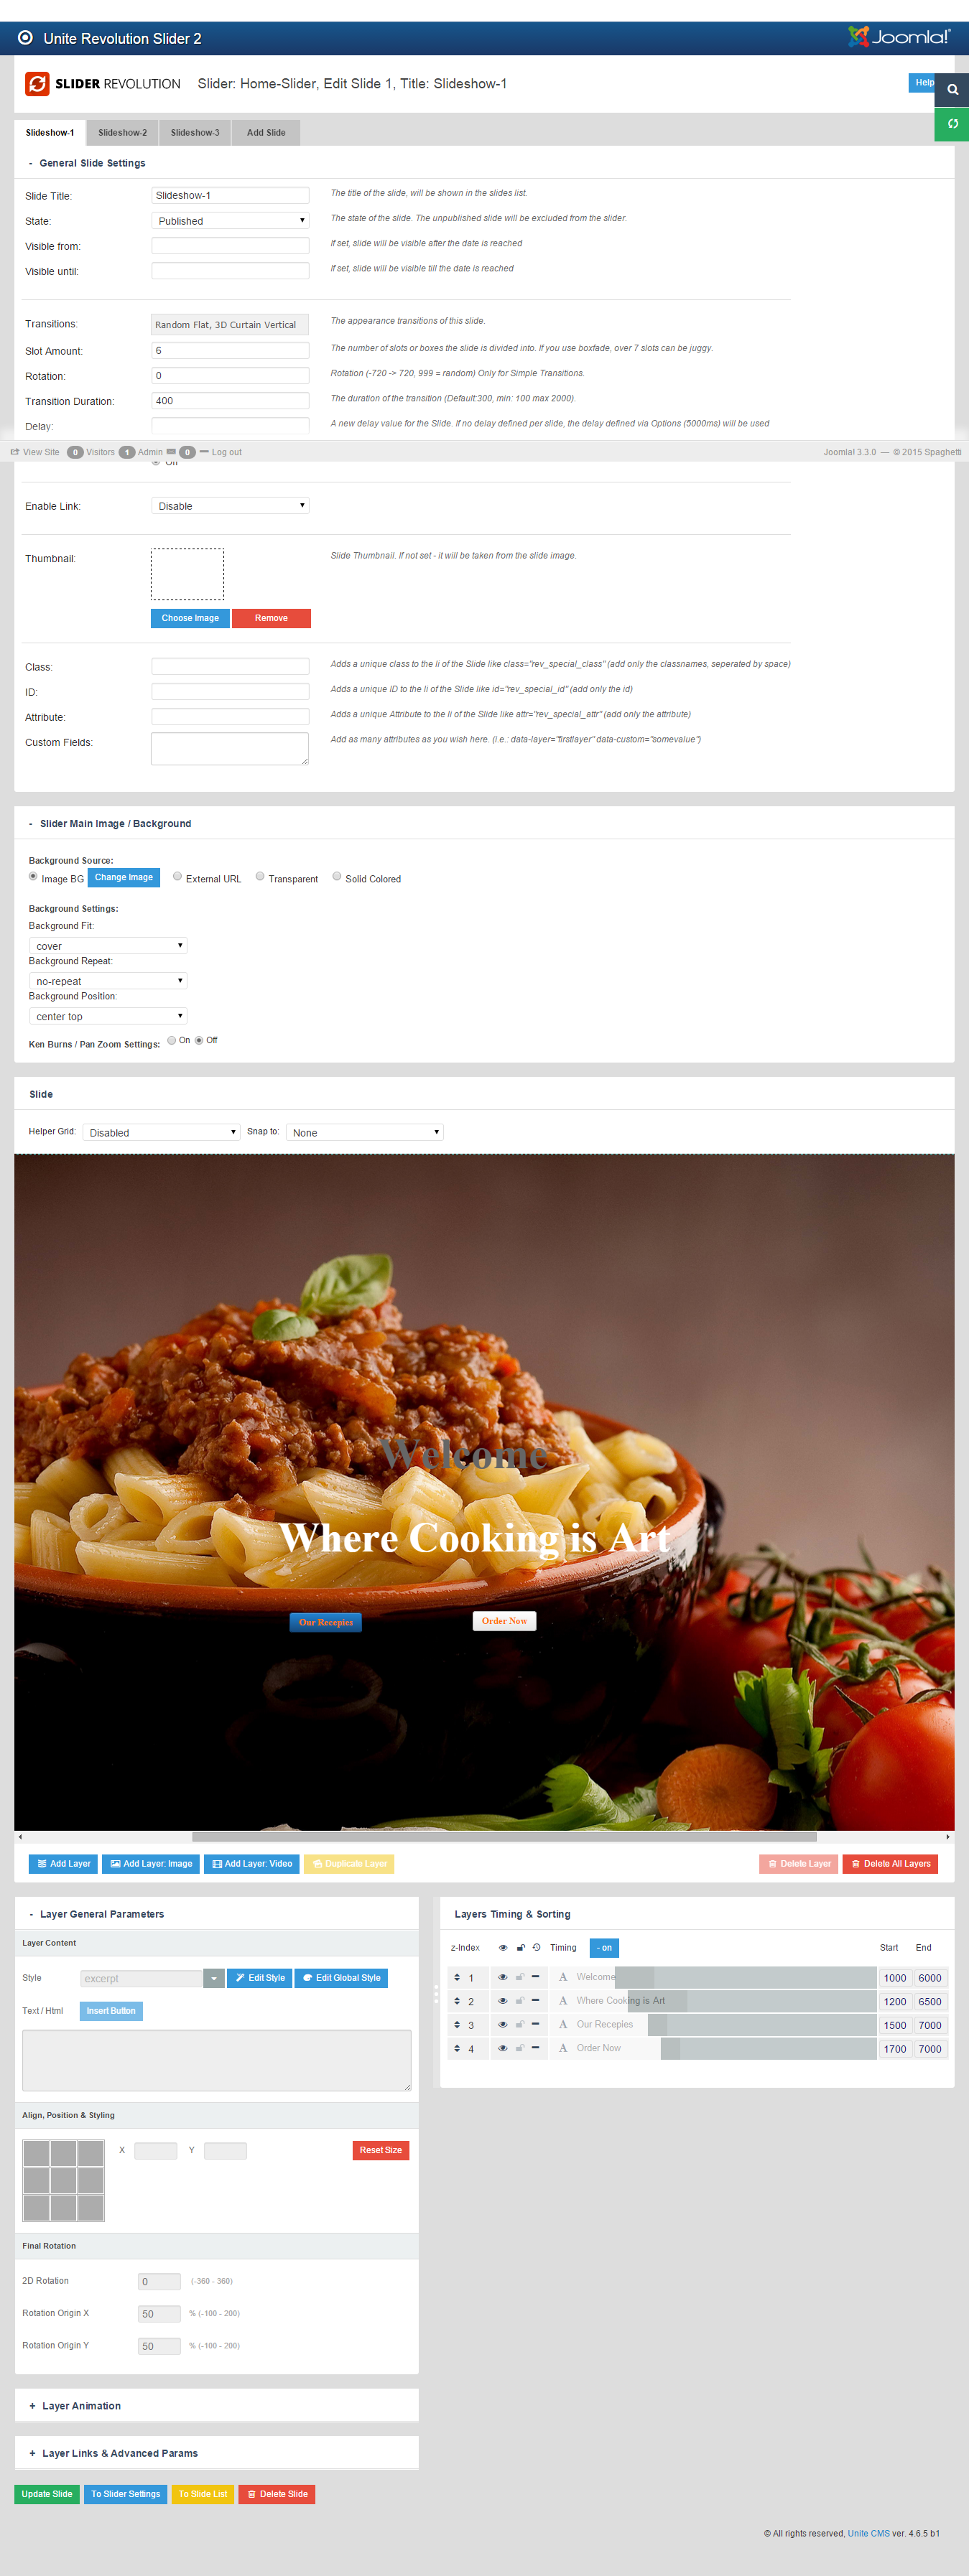 Unite Revolution Slider 2
Joomla!
SLIDER REVOLUTION Slider: Home-Slider, Edit Slide 1, Title: Slideshow-1
Help
Slideshow-1 Slideshow-2 Slideshow-3 Add Slide
- General Slide Settings
Slide Title: Slideshow-1 The title of the slide, will be shown in the slides list.
State: Published The state of the slide. The unpublished slide will be excluded from the slider.
Visible from: If set, slide will be visible after the date is reached
Visible until: If set, slide will be visible till the date is reached
Transitions: Random Flat, 3D Curtain Vertical The appearance transitions of this slide.
Slot Amount: 6 The number of slots or boxes the slide is divided into. If you use boxfade, over 7 slots can be juggy.
Rotation: 0 Rotation (-720 -> 720, 999 = random) Only for Simple Transitions.
Transition Duration: 400 The duration of the transition (Default:300, min: 100 max 2000).
Delay: A new delay value for the Slide. If no delay defined per slide, the delay defined via Options (5000ms) will be used
View Site 0 Visitors 1 Admin 0 Log out Joomla! 3.3.0 — © 2015 Spaghetti
Off
Enable Link: Disable
Thumbnail: Slide Thumbnail. If not set - it will be taken from the slide image.
Choose Image Remove
Class: Adds a unique class to the li of the Slide like class="rev_special_class" (add only the classnames, seperated by space)
ID: Adds a unique ID to the li of the Slide like id="rev_special_id" (add only the id)
Attribute: Adds a unique Attribute to the li of the Slide like attr="rev_special_attr" (add only the attribute)
Custom Fields: Add as many attributes as you wish here. (i.e.: data-layer="firstlayer" data-custom="somevalue")
- Slider Main Image / Background
Background Source:
Image BG Change Image External URL Transparent Solid Colored
Background Settings:
Background Fit:
cover
Background Repeat:
no-repeat
Background Position:
center top
Ken Burns / Pan Zoom Settings: On Off
Slide
Helper Grid: Disabled Snap to: None
Welcome
Where Cooking is Art
Our Recepies Order Now
Add Layer Add Layer: Image Add Layer: Video Duplicate Layer Delete Layer Delete All Layers
- Layer General Parameters
Layer Content
Style excerpt Edit Style Edit Global Style
Text / Html Insert Button
Align, Position & Styling
X Y Reset Size
Final Rotation
2D Rotation 0 (-360 - 360)
Rotation Origin X 50 % (-100 - 200)
Rotation Origin Y 50 % (-100 - 200)
+ Layer Animation
+ Layer Links & Advanced Params
Layers Timing & Sorting
z-Index Timing - on Start End
1 A Welcome 1000 6000
2 A Where Cooking is Art 1200 6500
3 A Our Recepies 1500 7000
4 A Order Now 1700 7000
Update Slide To Slider Settings To Slide List Delete Slide
© All rights reserved, Unite CMS ver. 4.6.5 b1